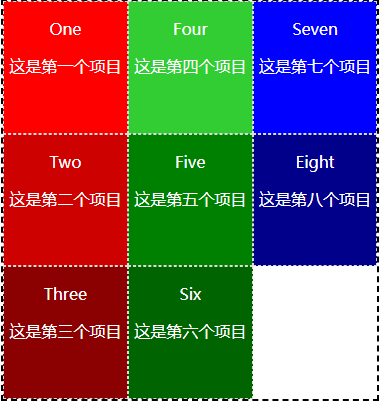 One
这是第一个项目
Four
这是第四个项目
Seven
这是第七个项目
Two
这是第二个项目
Five
这是第五个项目
Eight
这是第八个项目
Three
这是第三个项目
Six
这是第六个项目